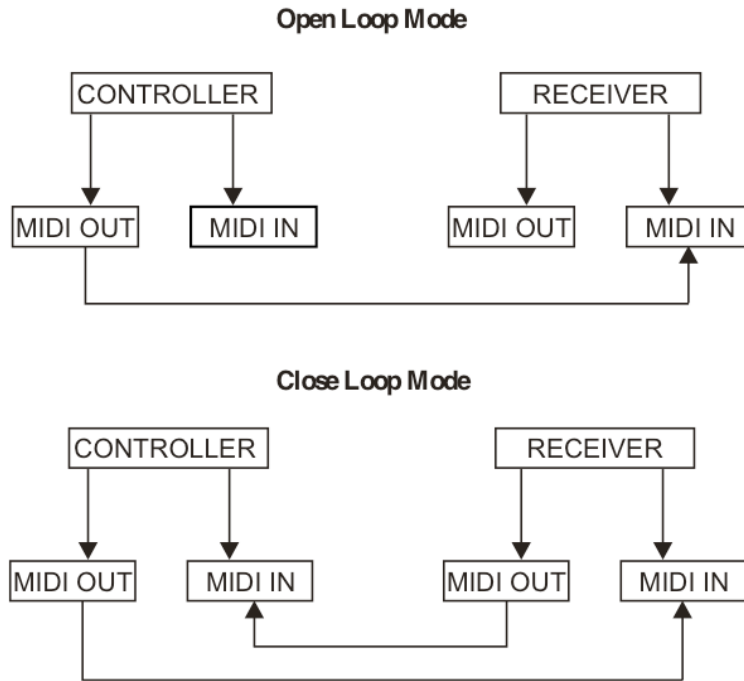 Open Loop Mode
CONTROLLER RECEIVER
MIDI OUT MIDI IN MIDI OUT MIDI IN
Close Loop Mode
CONTROLLER RECEIVER
MIDI OUT MIDI IN MIDI OUT MIDI IN